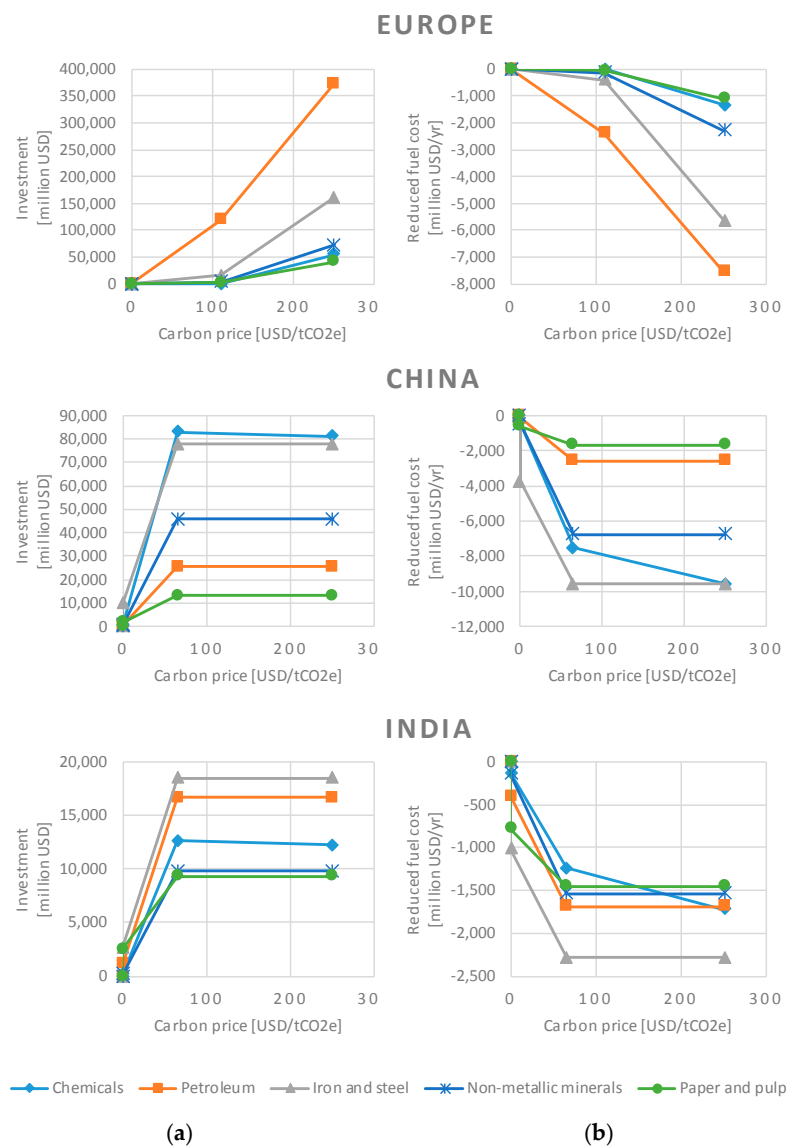 EUROPE
400,000
350,000
300,000
250,000
200,000
150,000
100,000
50,000
0
Investment
[million USD]
0 100 200 30
Carbon price [USD/tCO2e]
0
-1,000
-2,000
-3,000
-4,000
-5,000
-6,000
-7,000
-8,000
Reduced fuel cost
[million USD/yr]
0 100 200 300
Carbon price [USD/tCO2e]
CHINA
90,000
80,000
70,000
60,000
50,000
40,000
30,000
20,000
10,000
0
Investment
[million USD]
0 100 200 30
Carbon price [USD/tCO2e]
0
-2,000
-4,000
-6,000
-8,000
-10,000
-12,000
Reduced fuel cost
[million USD/yr]
0 100 200 300
Carbon price [USD/tCO2e]
INDIA
20,000
15,000
10,000
5,000
0
Investment
[million USD]
0 100 200 30
Carbon price [USD/tCO2e]
0
-500
-1,000
-1,500
-2,000
-2,500
Reduced fuel cost
[million USD/yr]
0 100 200 300
Carbon price [USD/tCO2e]
Chemicals Petroleum Iron and steel Non-metallic minerals Paper and pulp
(a) (b)